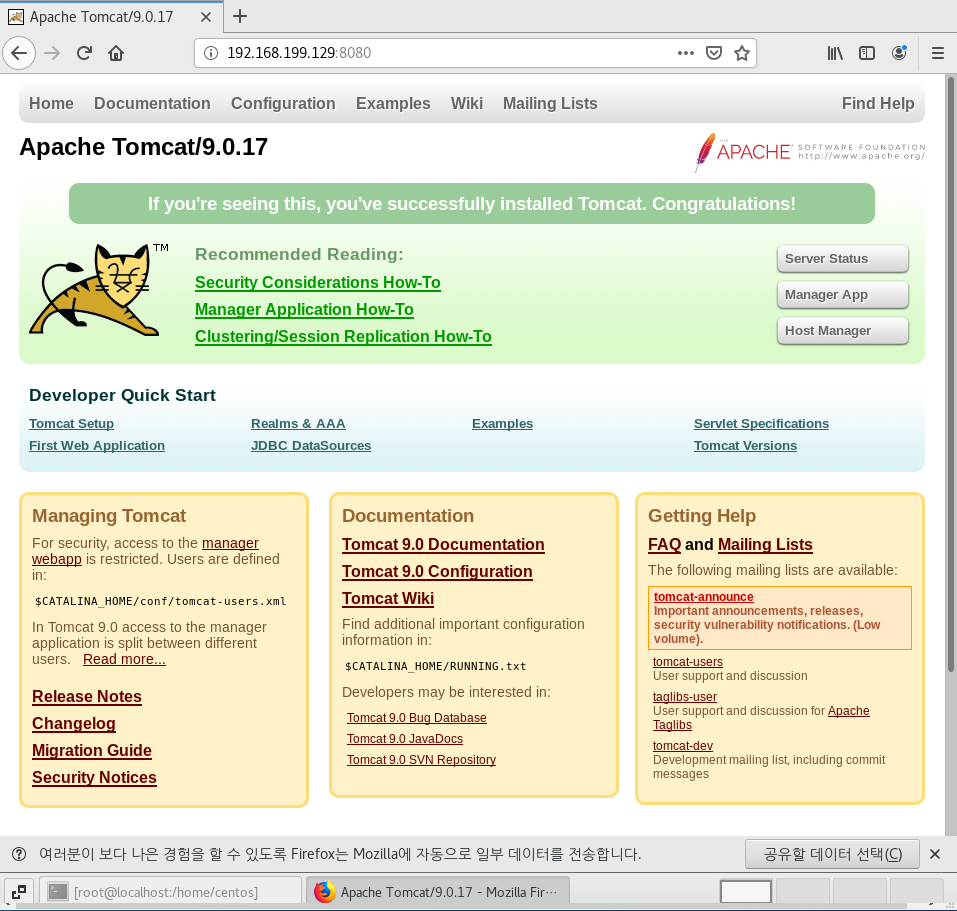 Apache Tomcat/9.0.17
192.168.199.129:8080
Home Documentation Configuration Examples Wiki Mailing Lists Find Help
Apache Tomcat/9.0.17
THE APACHE SOFTWARE FOUNDATION
http://www.apache.org/
If you're seeing this, you've successfully installed Tomcat. Congratulations!
TM
Recommended Reading:
Security Considerations How-To
Manager Application How-To
Clustering/Session Replication How-To
Server Status
Manager App
Host Manager
Developer Quick Start
Tomcat Setup
First Web Application
Realms & AAA
JDBC DataSources
Examples
Servlet Specifications
Tomcat Versions
Managing Tomcat
For security, access to the manager
webapp is restricted. Users are defined
in:
$CATALINA_HOME/conf/tomcat-users.xml
In Tomcat 9.0 access to the manager
application is split between different
users. Read more...
Release Notes
Changelog
Migration Guide
Security Notices
Documentation
Tomcat 9.0 Documentation
Tomcat 9.0 Configuration
Tomcat Wiki
Find additional important configuration
information in:
$CATALINA_HOME/RUNNING.txt
Developers may be interested in:
Tomcat 9.0 Bug Database
Tomcat 9.0 JavaDocs
Tomcat 9.0 SVN Repository
Getting Help
FAQ and Mailing Lists
The following mailing lists are available:
tomcat-announce
Important announcements, releases,
security vulnerability notifications. (Low
volume).
tomcat-users
User support and discussion
taglibs-user
User support and discussion for Apache
Taglibs
tomcat-dev
Development mailing list, including commit
messages
여러분이 보다 나은 경험을 할 수 있도록 Firefox는 Mozilla에 자동으로 일부 데이터를 전송합니다.
공유할 데이터 선택(C)
[root@localhost:/home/centos]
Apache Tomcat/9.0.17 - Mozilla Fir…